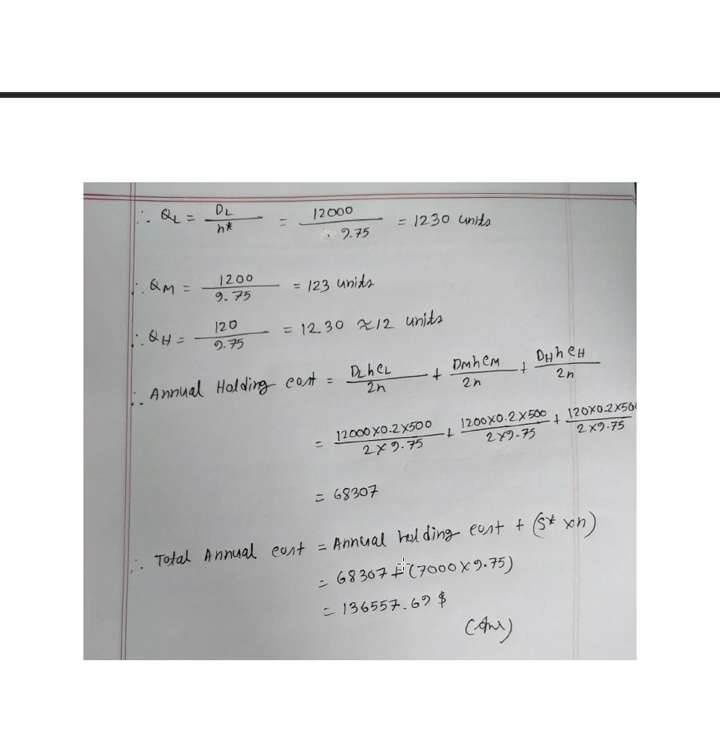 ∴ QL = DL / n* = 12000 / 9.75 = 1230 units
∴ QM = 1200 / 9.75 = 123 units
∴ QH = 120 / 9.75 = 12.30 ≈ 12 units
∴ Annual Holding cost = DLhCL / 2n + DMhCM / 2n + DHhCH / 2n
= 12000×0.2×500 / 2×9.75 + 1200×0.2×500 / 2×9.75 + 120×0.2×50 / 2×9.75
= 68307
∴ Total Annual cost = Annual holding cost + (S* × n)
= 68307 + (7000 × 9.75)
= 136557.69 $
(Ans)